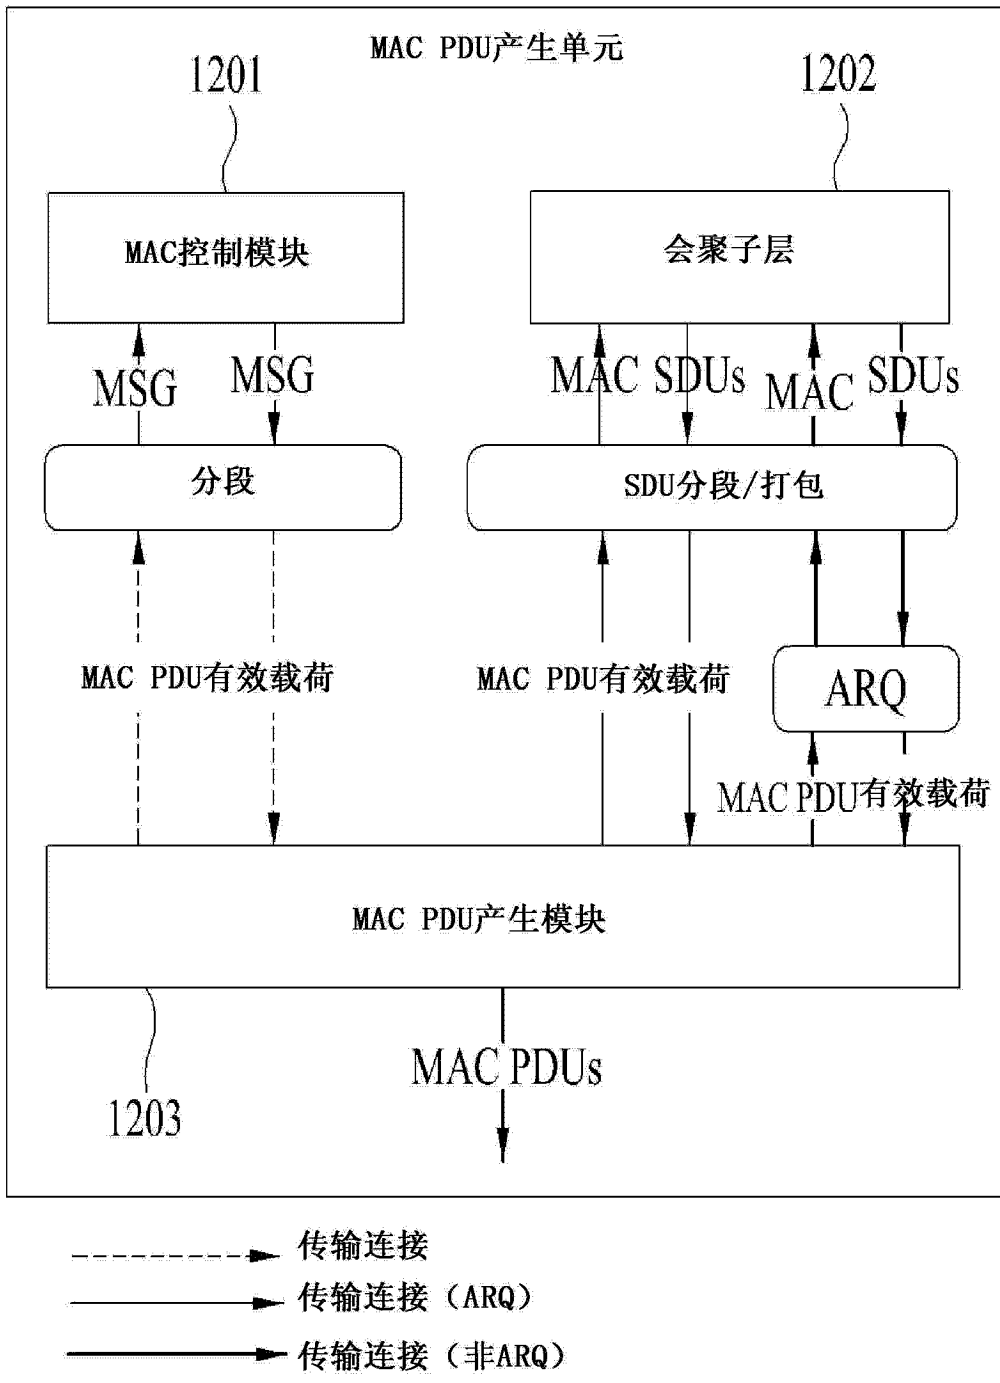 MAC PDU产生单元
1201
1202
MAC控制模块
会聚子层
MSG
MSG
MAC SDUs
MAC SDUs
分段
SDU分段/打包
MAC PDU有效载荷
MAC PDU有效载荷
ARQ
MAC PDU有效载荷
MAC PDU产生模块
1203
MAC PDUs
传输连接
传输连接（ARQ）
传输连接（非ARQ）